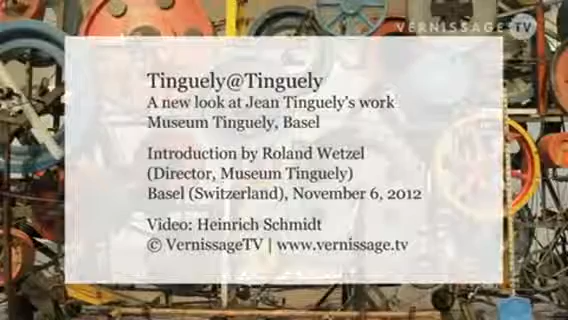 VERNISSAGE TV
Tinguely@Tinguely
A new look at Jean Tinguely's work
Museum Tinguely, Basel
Introduction by Roland Wetzel
(Director, Museum Tinguely)
Basel (Switzerland), November 6, 2012
Video: Heinrich Schmidt
© VernissageTV | www.vernissage.tv